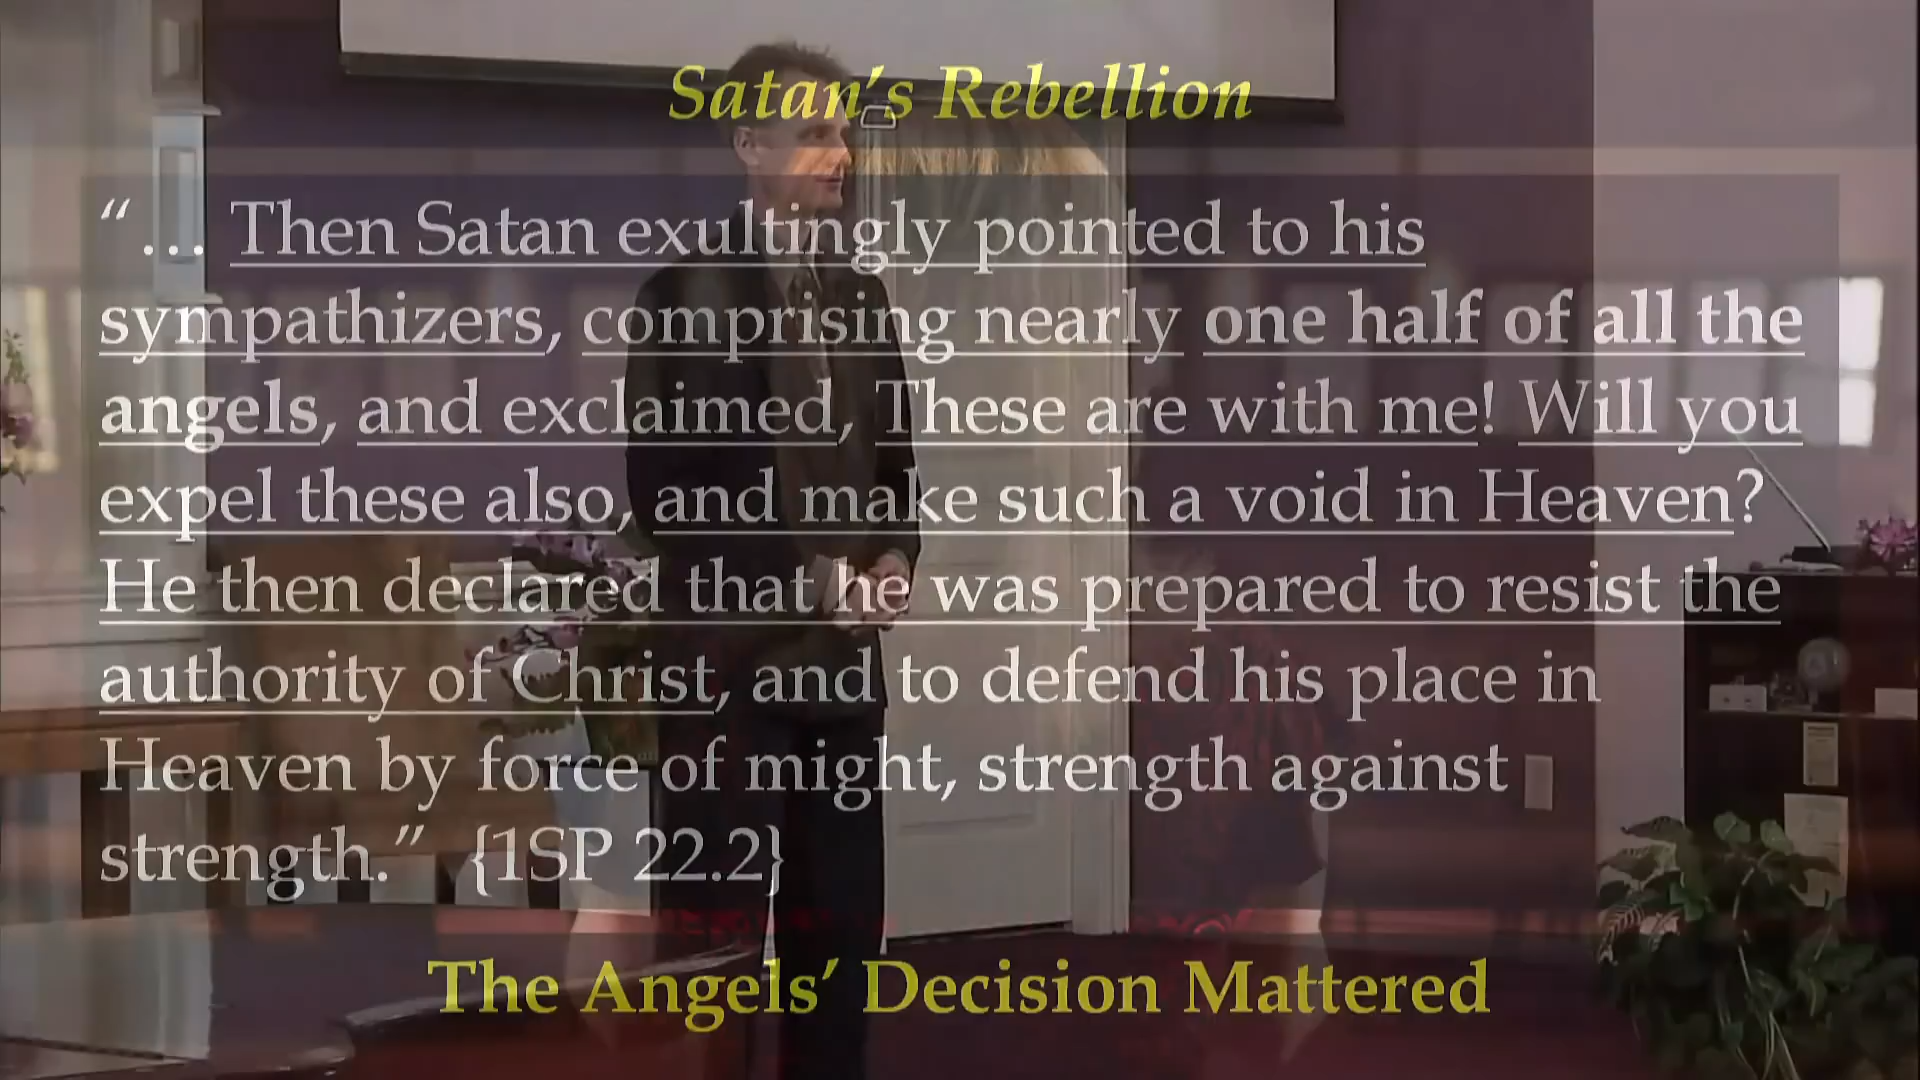 Satan's Rebellion
“… Then Satan exultingly pointed to his
sympathizers, comprising nearly one half of all the
angels, and exclaimed, These are with me! Will you
expel these also, and make such a void in Heaven?
He then declared that he was prepared to resist the
authority of Christ, and to defend his place in
Heaven by force of might, strength against
strength.” {1SP 22.2}
The Angels’ Decision Mattered